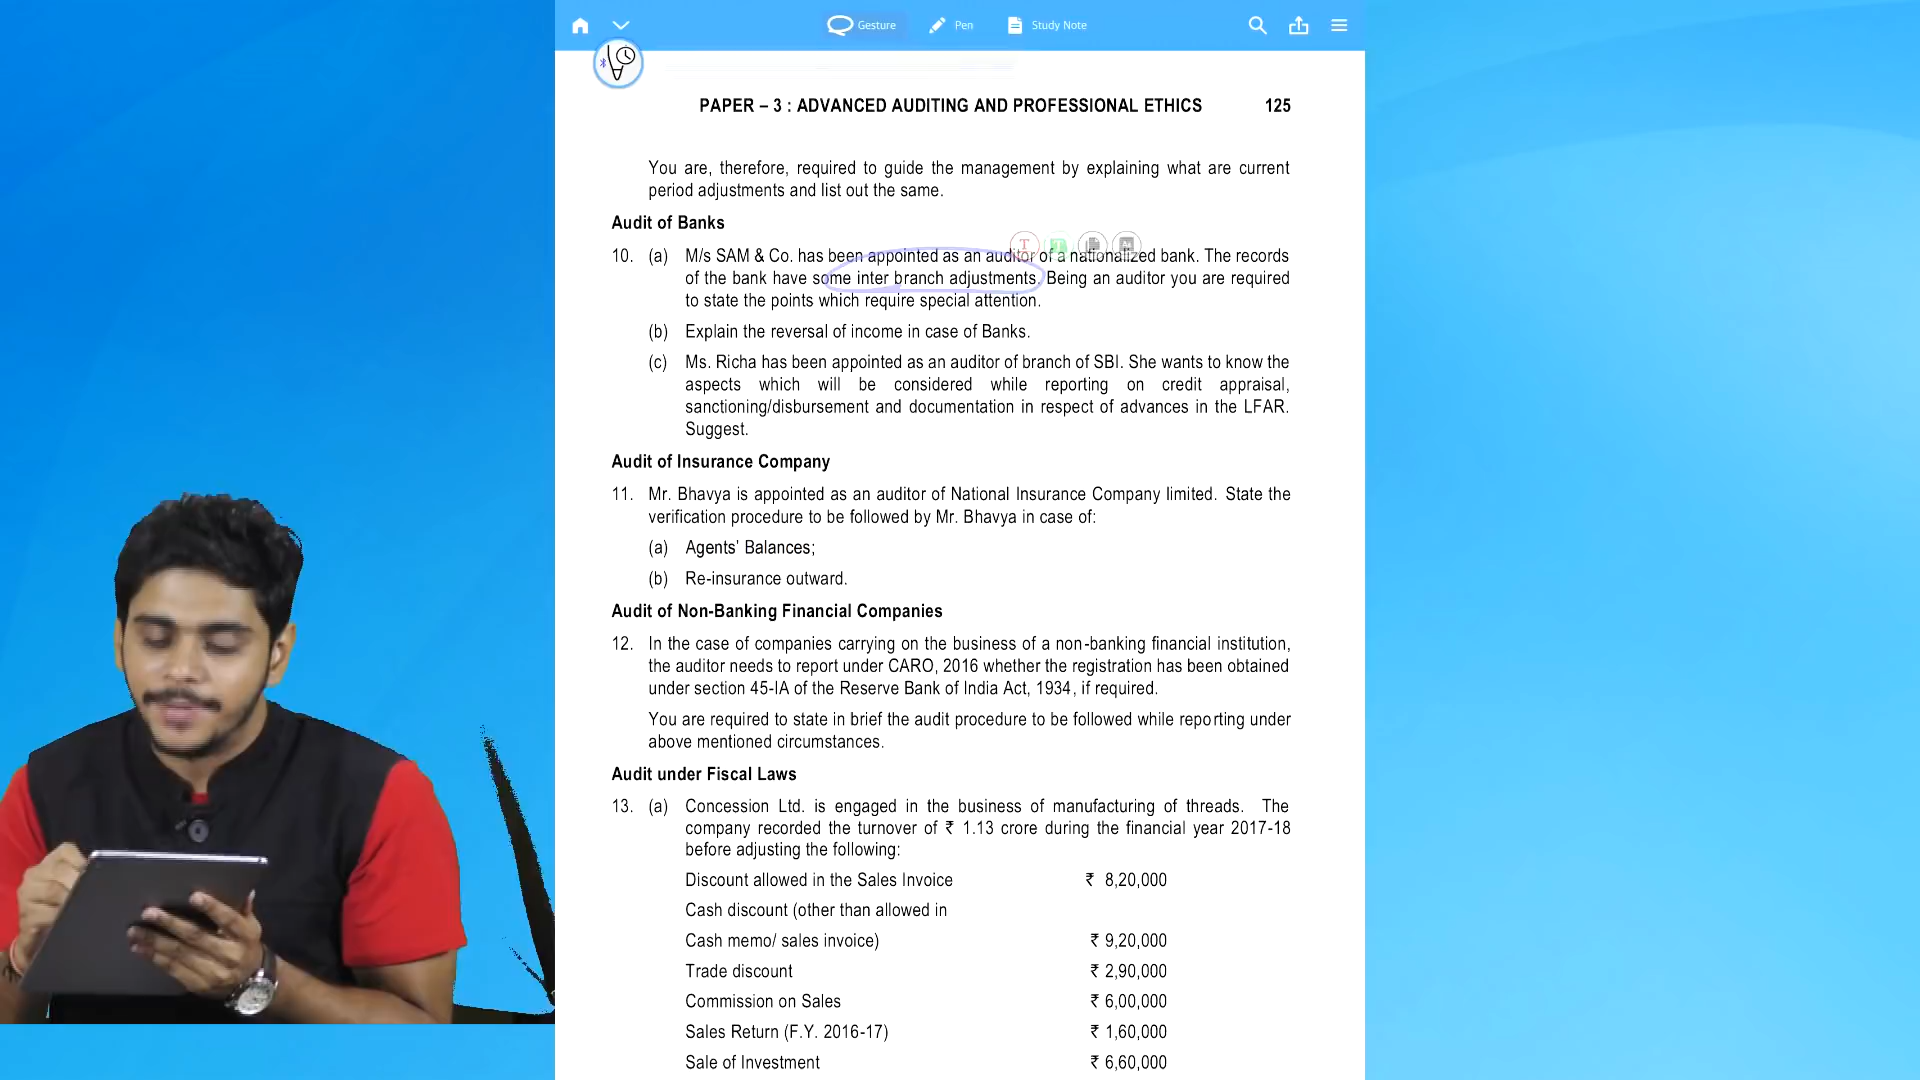 Gesture
Pen
Study Note
PAPER – 3 : ADVANCED AUDITING AND PROFESSIONAL ETHICS 125
You are, therefore, required to guide the management by explaining what are current
period adjustments and list out the same.
Audit of Banks
10. (a) M/s SAM & Co. has been appointed as an auditor of a nationalized bank. The records
of the bank have some inter branch adjustments. Being an auditor you are required
to state the points which require special attention.
(b) Explain the reversal of income in case of Banks.
(c) Ms. Richa has been appointed as an auditor of branch of SBI. She wants to know the
aspects which will be considered while reporting on credit appraisal,
sanctioning/disbursement and documentation in respect of advances in the LFAR.
Suggest.
Audit of Insurance Company
11. Mr. Bhavya is appointed as an auditor of National Insurance Company limited. State the
verification procedure to be followed by Mr. Bhavya in case of:
(a) Agents' Balances;
(b) Re-insurance outward.
Audit of Non-Banking Financial Companies
12. In the case of companies carrying on the business of a non-banking financial institution,
the auditor needs to report under CARO, 2016 whether the registration has been obtained
under section 45-IA of the Reserve Bank of India Act, 1934, if required.
You are required to state in brief the audit procedure to be followed while reporting under
above mentioned circumstances.
Audit under Fiscal Laws
13. (a) Concession Ltd. is engaged in the business of manufacturing of threads. The
company recorded the turnover of ₹ 1.13 crore during the financial year 2017-18
before adjusting the following:
Discount allowed in the Sales Invoice ₹ 8,20,000
Cash discount (other than allowed in
Cash memo/ sales invoice) ₹ 9,20,000
Trade discount ₹ 2,90,000
Commission on Sales ₹ 6,00,000
Sales Return (F.Y. 2016-17) ₹ 1,60,000
Sale of Investment ₹ 6,60,000